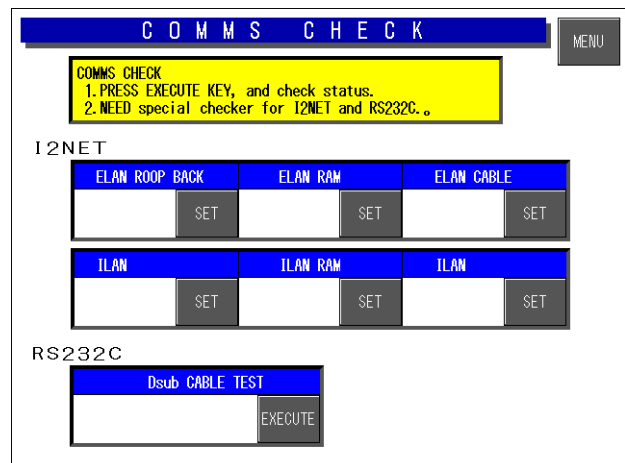 COMMS CHECK
MENU
COMMS CHECK
1.PRESS EXECUTE KEY, and check status.
2.NEED special checker for I2NET and RS232C.。
I2NET
ELAN ROOP BACK ELAN RAM ELAN CABLE
SET SET SET
ILAN ILAN RAM ILAN
SET SET SET
RS232C
Dsub CABLE TEST
EXECUTE